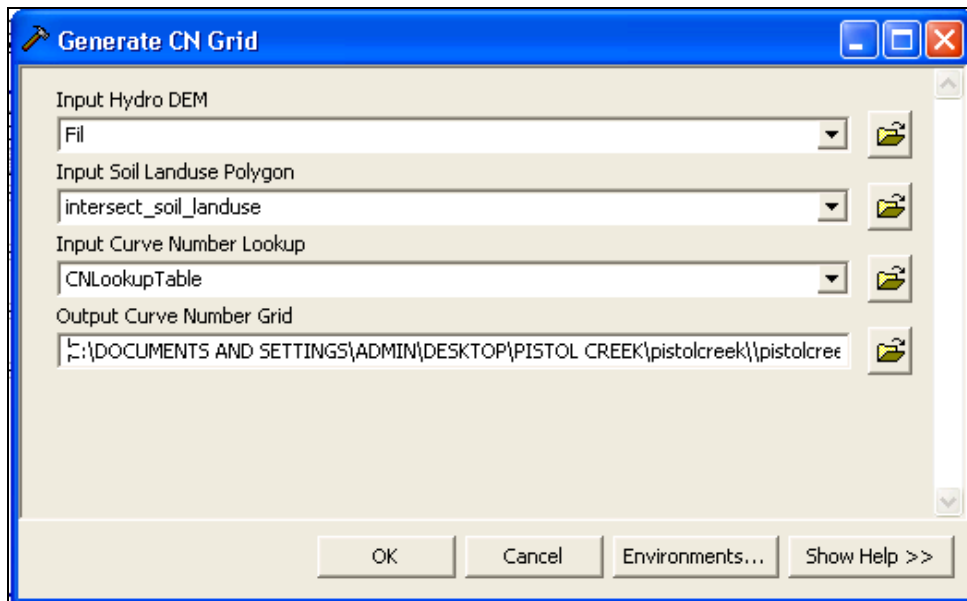 Generate CN Grid
Input Hydro DEM
Fil
Input Soil Landuse Polygon
intersect_soil_landuse
Input Curve Number Lookup
CNLookupTable
Output Curve Number Grid
C:\DOCUMENTS AND SETTINGS\ADMIN\DESKTOP\PISTOL CREEK\pistolcreek\\pistolcree
OK Cancel Environments... Show Help >>